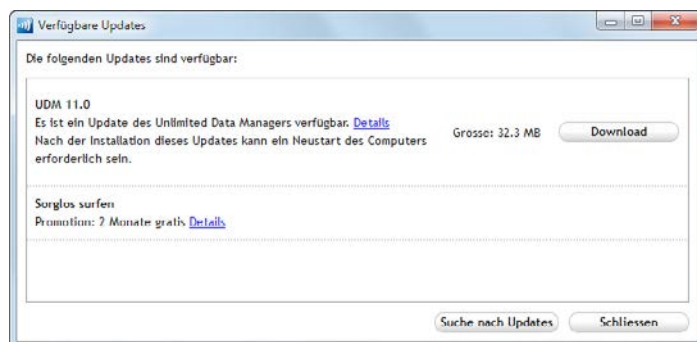 Verfügbare Updates
Die folgenden Updates sind verfügbar:
UDM 11.0
Es ist ein Update des Unlimited Data Managers verfügbar. Details
Nach der Installation dieses Updates kann ein Neustart des Computers
erforderlich sein.
Grosse: 32.3 MB
Download
Sorglos surfen
Promotion: 2 Monate gratis Details
Suche nach Updates
Schliessen